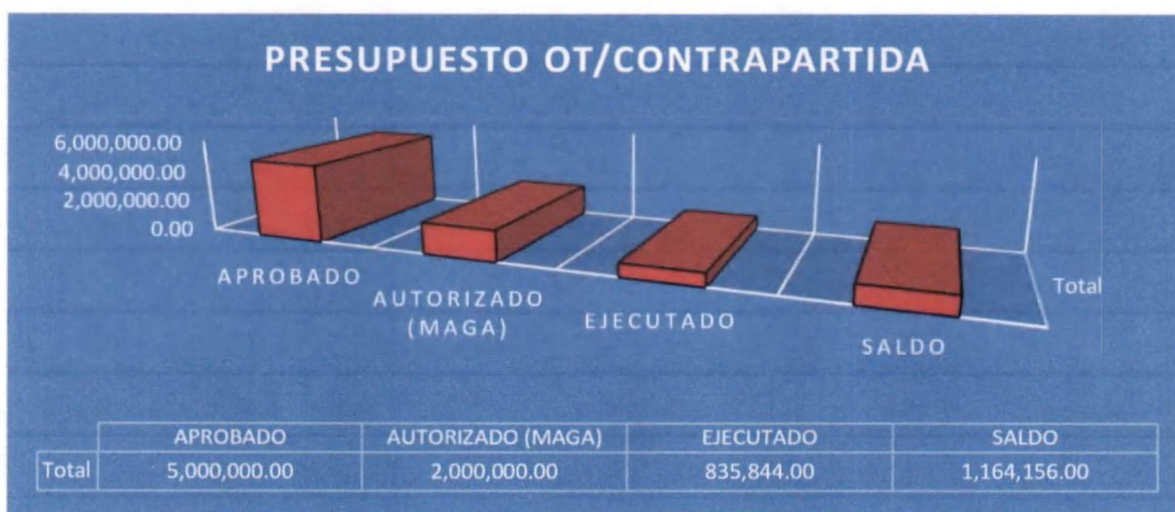 PRESUPUESTO OT/CONTRAPARTIDA
6,000,000.00
4,000,000.00
2,000,000.00
0.00
APROBADO
AUTORIZADO
(MAGA)
EJECUTADO
SALDO
Total
APROBADO AUTORIZADO (MAGA) EJECUTADO SALDO
Total 5,000,000.00 2,000,000.00 835,844.00 1,164,156.00